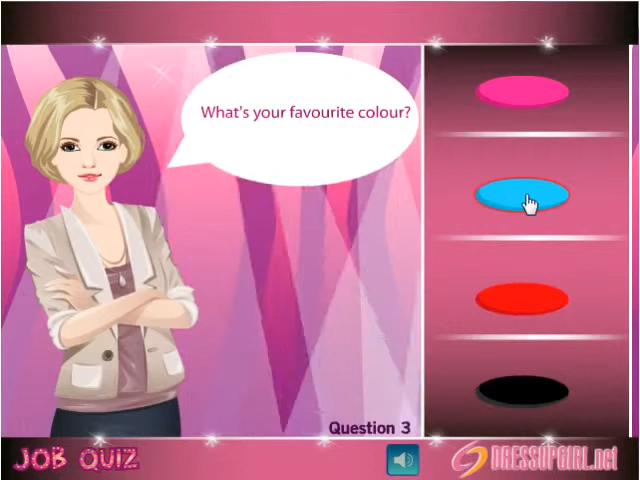 What's your favourite colour?
Question 3
JOB QUIZ
DRESSUPGIRL.net